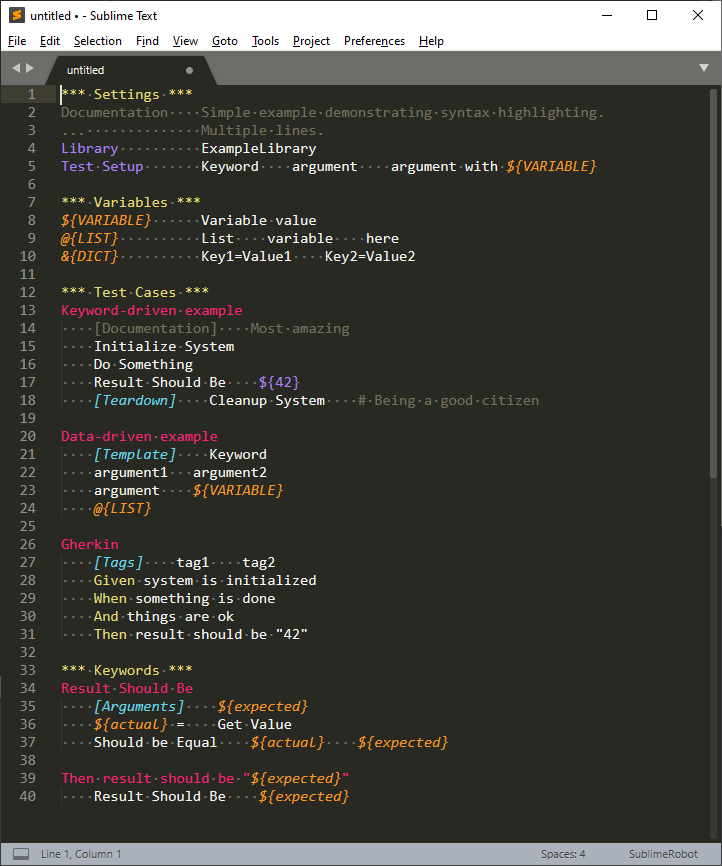 untitled • - Sublime Text
File Edit Selection Find View Goto Tools Project Preferences Help
untitled
1 *** Settings ***
2 Documentation    Simple example demonstrating syntax highlighting.
3 ...              Multiple lines.
4 Library          ExampleLibrary
5 Test Setup       Keyword    argument    argument with ${VARIABLE}
6
7 *** Variables ***
8 ${VARIABLE}      Variable value
9 @{LIST}          List    variable    here
10 &{DICT}          Key1=Value1    Key2=Value2
11
12 *** Test Cases ***
13 Keyword-driven example
14     [Documentation]    Most amazing
15     Initialize System
16     Do Something
17     Result Should Be    ${42}
18     [Teardown]    Cleanup System    # Being a good citizen
19
20 Data-driven example
21     [Template]    Keyword
22     argument1   argument2
23     argument    ${VARIABLE}
24     @{LIST}
25
26 Gherkin
27     [Tags]    tag1    tag2
28     Given system is initialized
29     When something is done
30     And things are ok
31     Then result should be "42"
32
33 *** Keywords ***
34 Result Should Be
35     [Arguments]    ${expected}
36     ${actual} =    Get Value
37     Should be Equal    ${actual}    ${expected}
38
39 Then result should be "${expected}"
40     Result Should Be    ${expected}
Line 1, Column 1 Spaces: 4 SublimeRobot